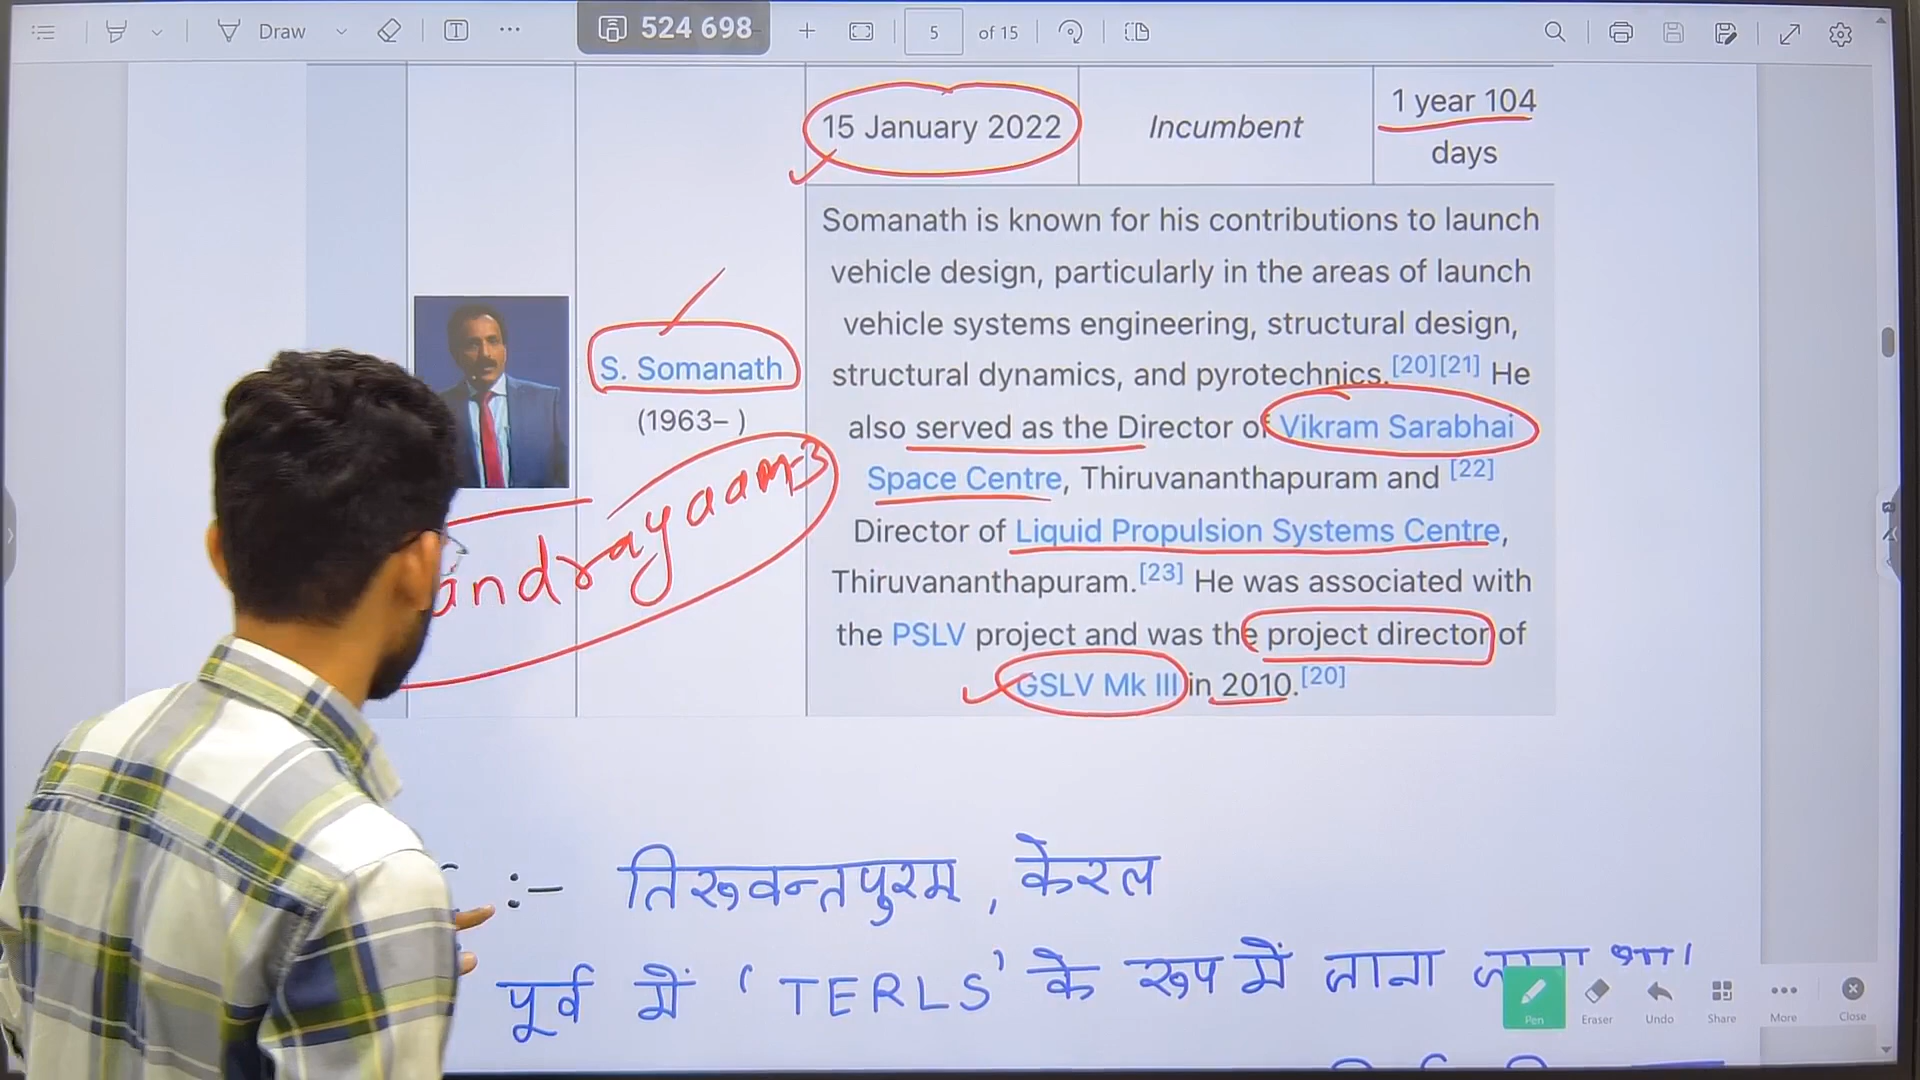 Draw
524 698
5 of 15
15 January 2022
Incumbent
1 year 104
days
S. Somanath
(1963– )
Somanath is known for his contributions to launch
vehicle design, particularly in the areas of launch
vehicle systems engineering, structural design,
structural dynamics, and pyrotechnics.[20][21] He
also served as the Director of Vikram Sarabhai
Space Centre, Thiruvananthapuram and [22]
Director of Liquid Propulsion Systems Centre,
Thiruvananthapuram.[23] He was associated with
the PSLV project and was the project director of
GSLV Mk III in 2010.[20]
andrayaan-3
:– तिरूवन्तपुरम, केरल
पूर्व में 'TERLS' के रूप में जाना जाता था।
Pen
Eraser
Undo
Share
More
Close